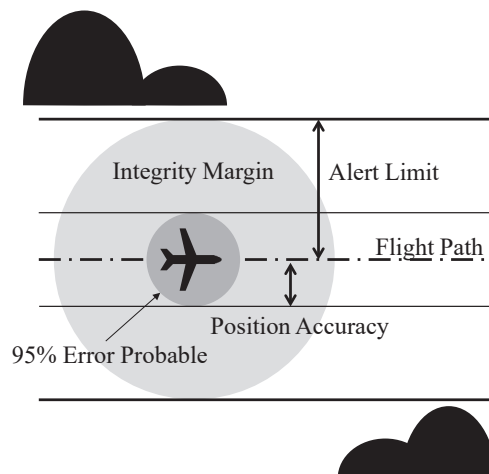 Integrity Margin
Alert Limit
Flight Path
Position Accuracy
95% Error Probable